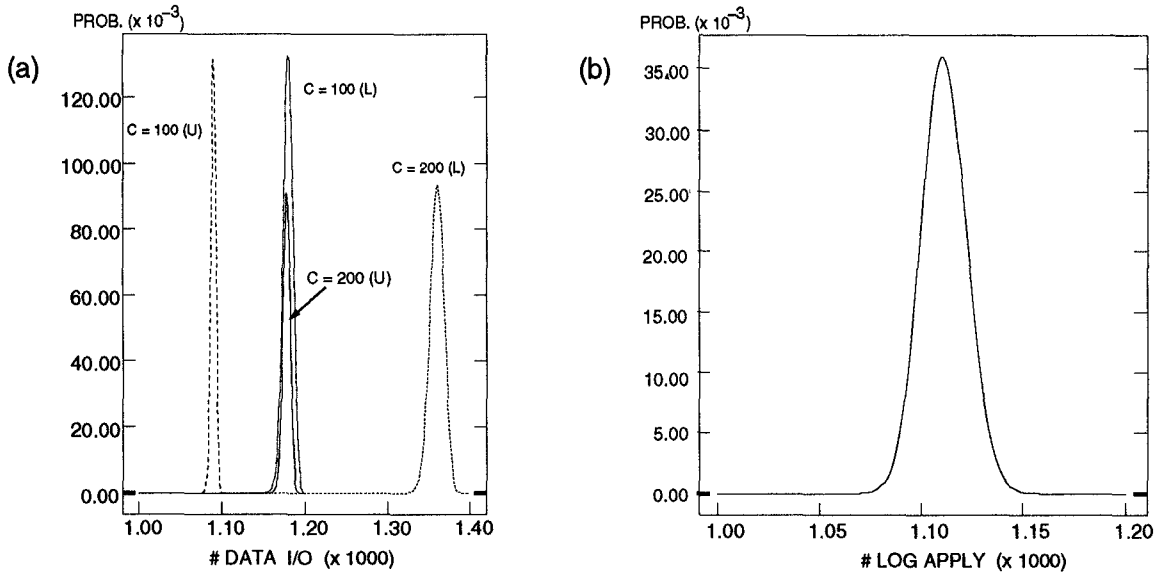 PROB. (x 10⁻³)
(a)
120.00
100.00
80.00
60.00
40.00
20.00
0.00
C = 100 (U)
C = 100 (L)
C = 200 (L)
C = 200 (U)
1.00 1.10 1.20 1.30 1.40
# DATA I/O (x 1000)
PROB. (x 10⁻³)
(b)
35.00
30.00
25.00
20.00
15.00
10.00
5.00
0.00
1.00 1.05 1.10 1.15 1.20
# LOG APPLY (x 1000)